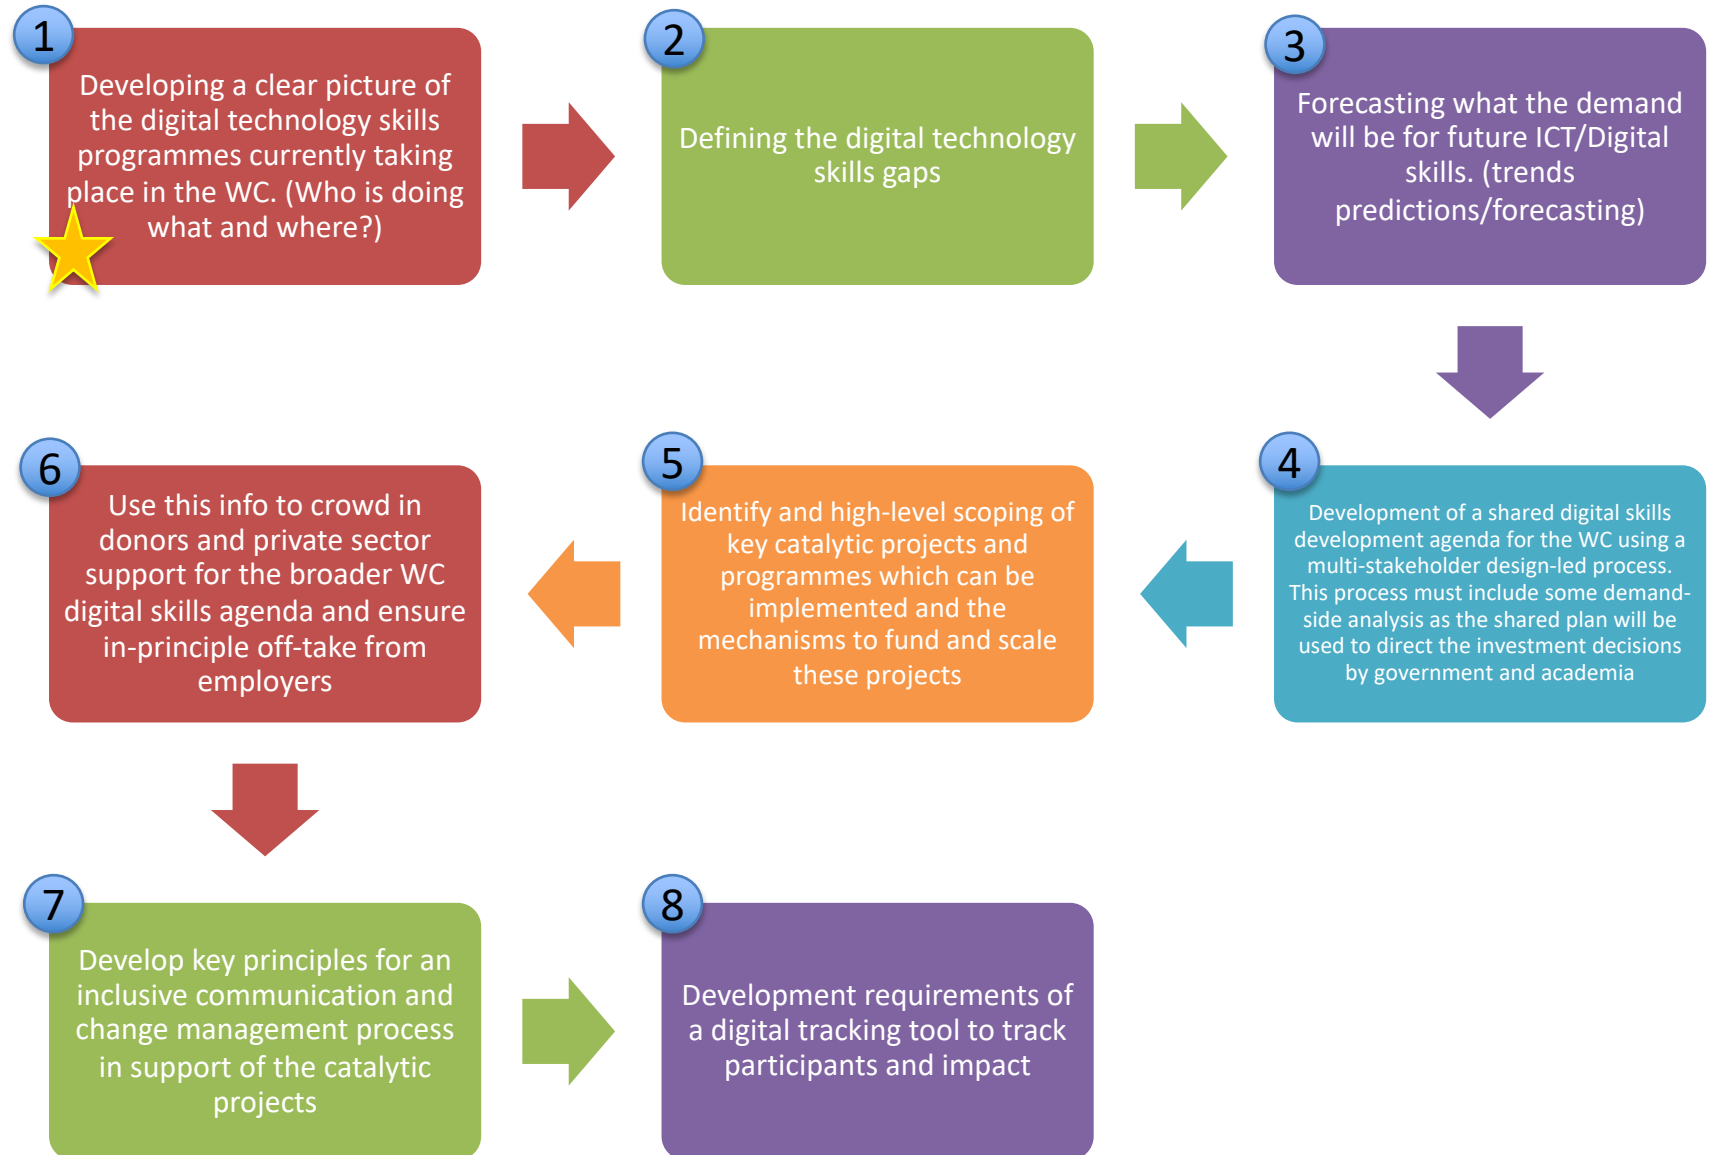 1
Developing a clear picture of
the digital technology skills
programmes currently taking
place in the WC. (Who is doing
what and where?)
2
Defining the digital technology
skills gaps
3
Forecasting what the demand
will be for future ICT/Digital
skills. (trends
predictions/forecasting)
4
Development of a shared digital skills
development agenda for the WC using a
multi-stakeholder design-led process.
This process must include some demand-
side analysis as the shared plan will be
used to direct the investment decisions
by government and academia
5
Identify and high-level scoping of
key catalytic projects and
programmes which can be
implemented and the
mechanisms to fund and scale
these projects
6
Use this info to crowd in
donors and private sector
support for the broader WC
digital skills agenda and ensure
in-principle off-take from
employers
7
Develop key principles for an
inclusive communication and
change management process
in support of the catalytic
projects
8
Development requirements of
a digital tracking tool to track
participants and impact